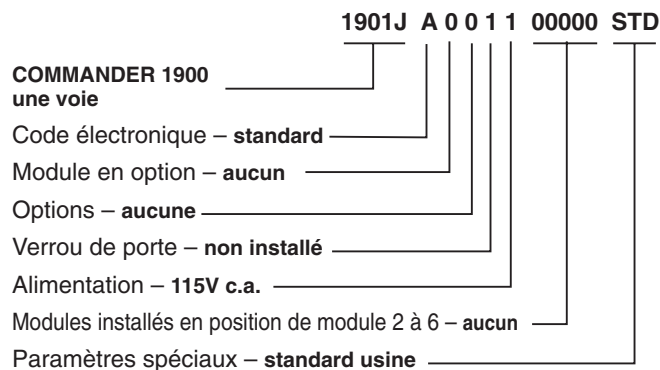 1901J A 0 0 1 1 00000 STD
COMMANDER 1900
une voie
Code électronique – standard
Module en option – aucun
Options – aucune
Verrou de porte – non installé
Alimentation – 115V c.a.
Modules installés en position de module 2 à 6 – aucun
Paramètres spéciaux – standard usine